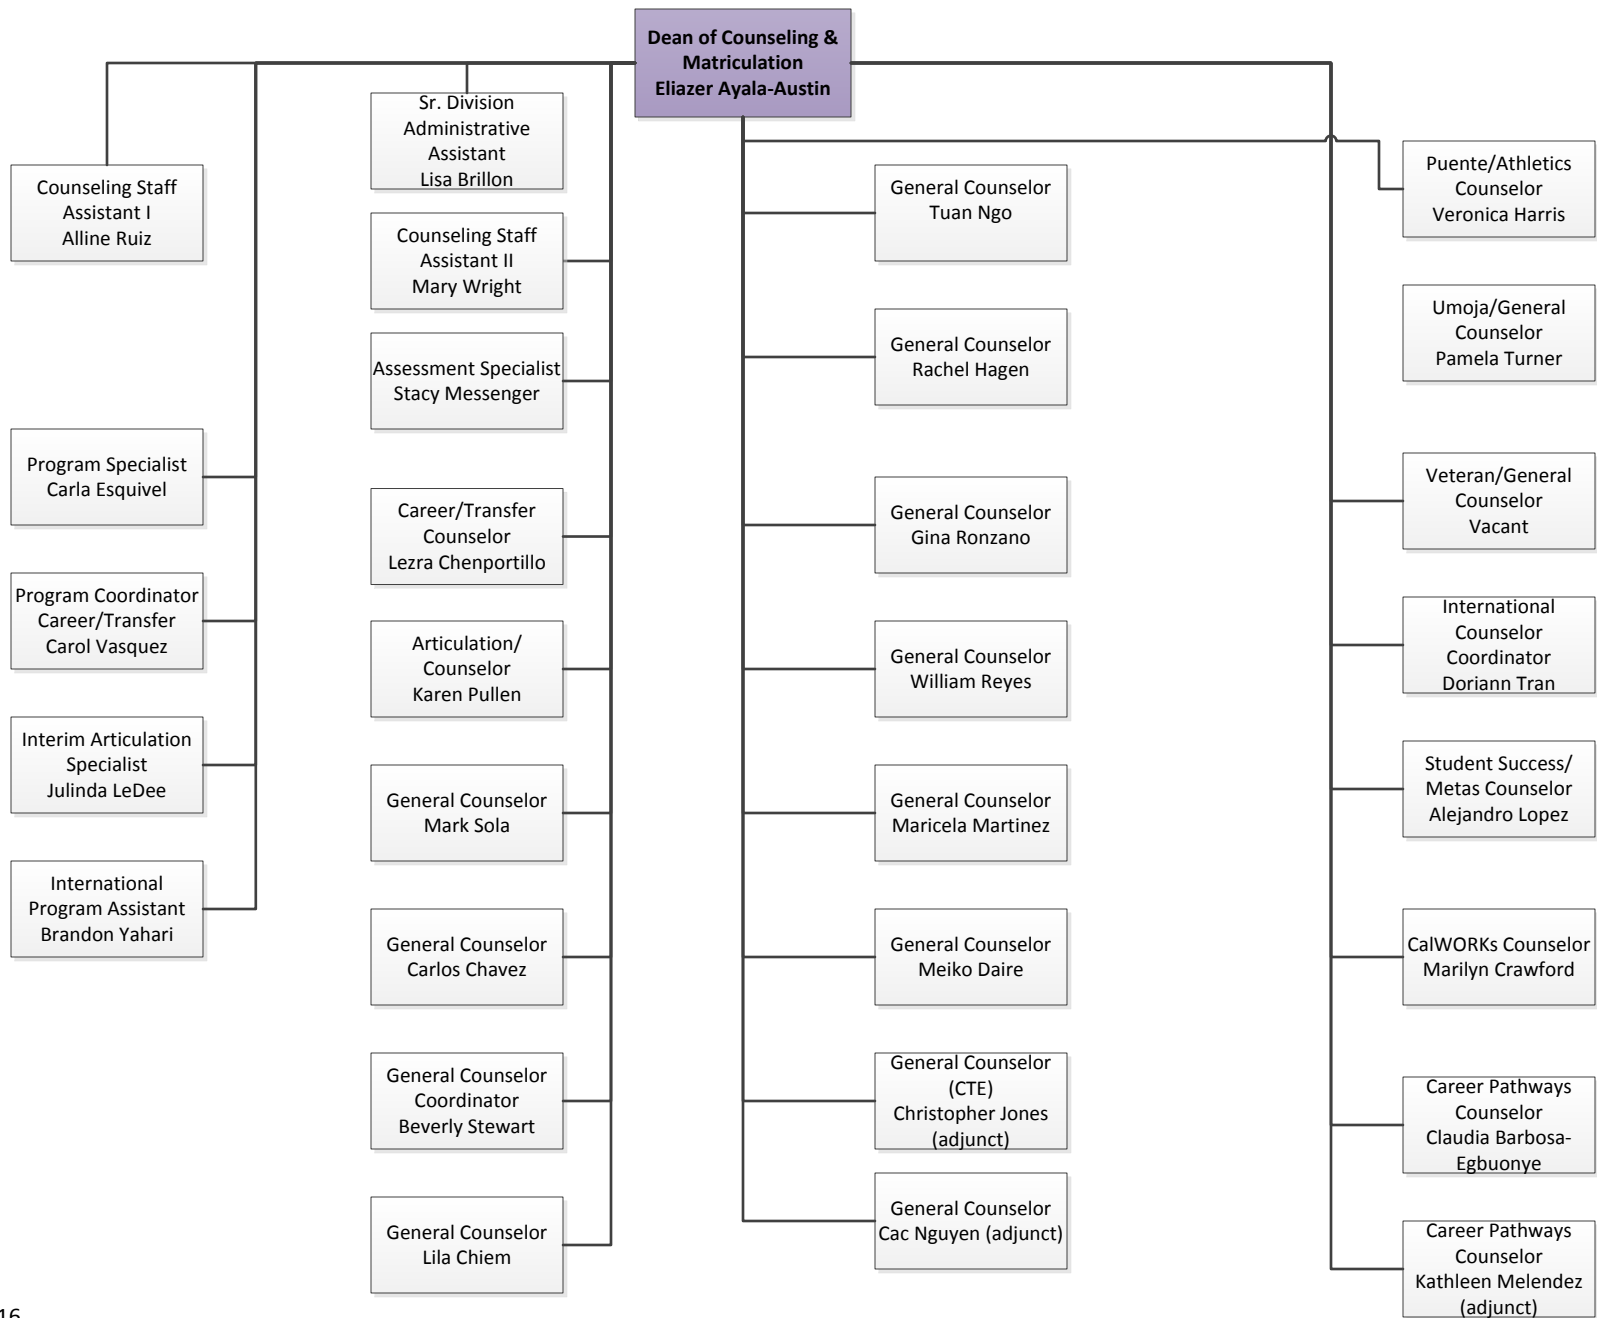 Dean of Counseling &
Matriculation
Eliazer Ayala-Austin
Counseling Staff
Assistant I
Alline Ruiz
Program Specialist
Carla Esquivel
Program Coordinator
Career/Transfer
Carol Vasquez
Interim Articulation
Specialist
Julinda LeDee
International
Program Assistant
Brandon Yahari
Sr. Division
Administrative
Assistant
Lisa Brillon
Counseling Staff
Assistant II
Mary Wright
Assessment Specialist
Stacy Messenger
Career/Transfer
Counselor
Lezra Chenportillo
Articulation/
Counselor
Karen Pullen
General Counselor
Mark Sola
General Counselor
Carlos Chavez
General Counselor
Coordinator
Beverly Stewart
General Counselor
Lila Chiem
General Counselor
Tuan Ngo
General Counselor
Rachel Hagen
General Counselor
Gina Ronzano
General Counselor
William Reyes
General Counselor
Maricela Martinez
General Counselor
Meiko Daire
General Counselor
(CTE)
Christopher Jones
(adjunct)
General Counselor
Cac Nguyen (adjunct)
Puente/Athletics
Counselor
Veronica Harris
Umoja/General
Counselor
Pamela Turner
Veteran/General
Counselor
Vacant
International
Counselor
Coordinator
Doriann Tran
Student Success/
Metas Counselor
Alejandro Lopez
CalWORKs Counselor
Marilyn Crawford
Career Pathways
Counselor
Claudia Barbosa-
Egbuonye
Career Pathways
Counselor
Kathleen Melendez
(adjunct)
16